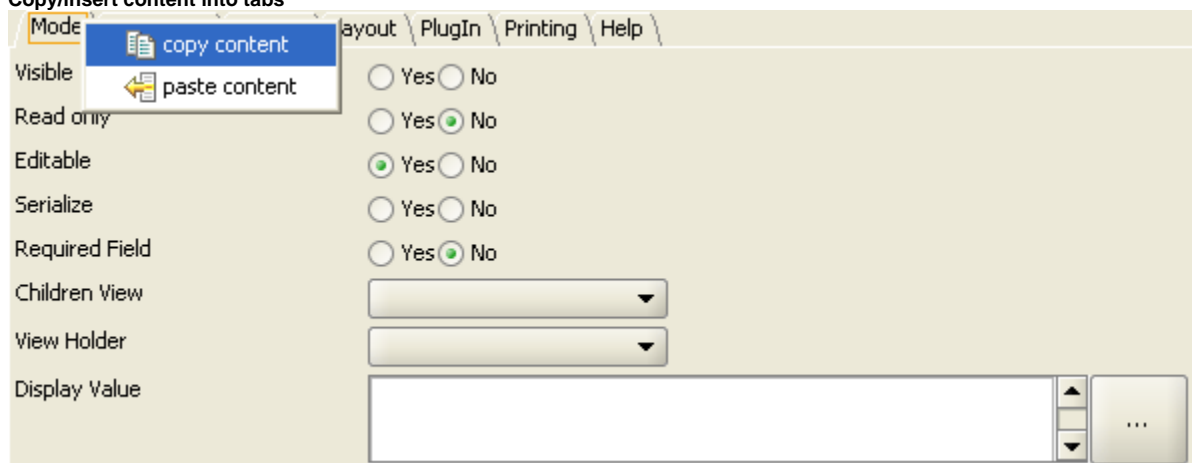 Copy/Insert content into tabs
Mode ayout PlugIn Printing Help
copy content
paste content
Visible Yes No
Read only Yes No
Editable Yes No
Serialize Yes No
Required Field Yes No
Children View
View Holder
Display Value ...